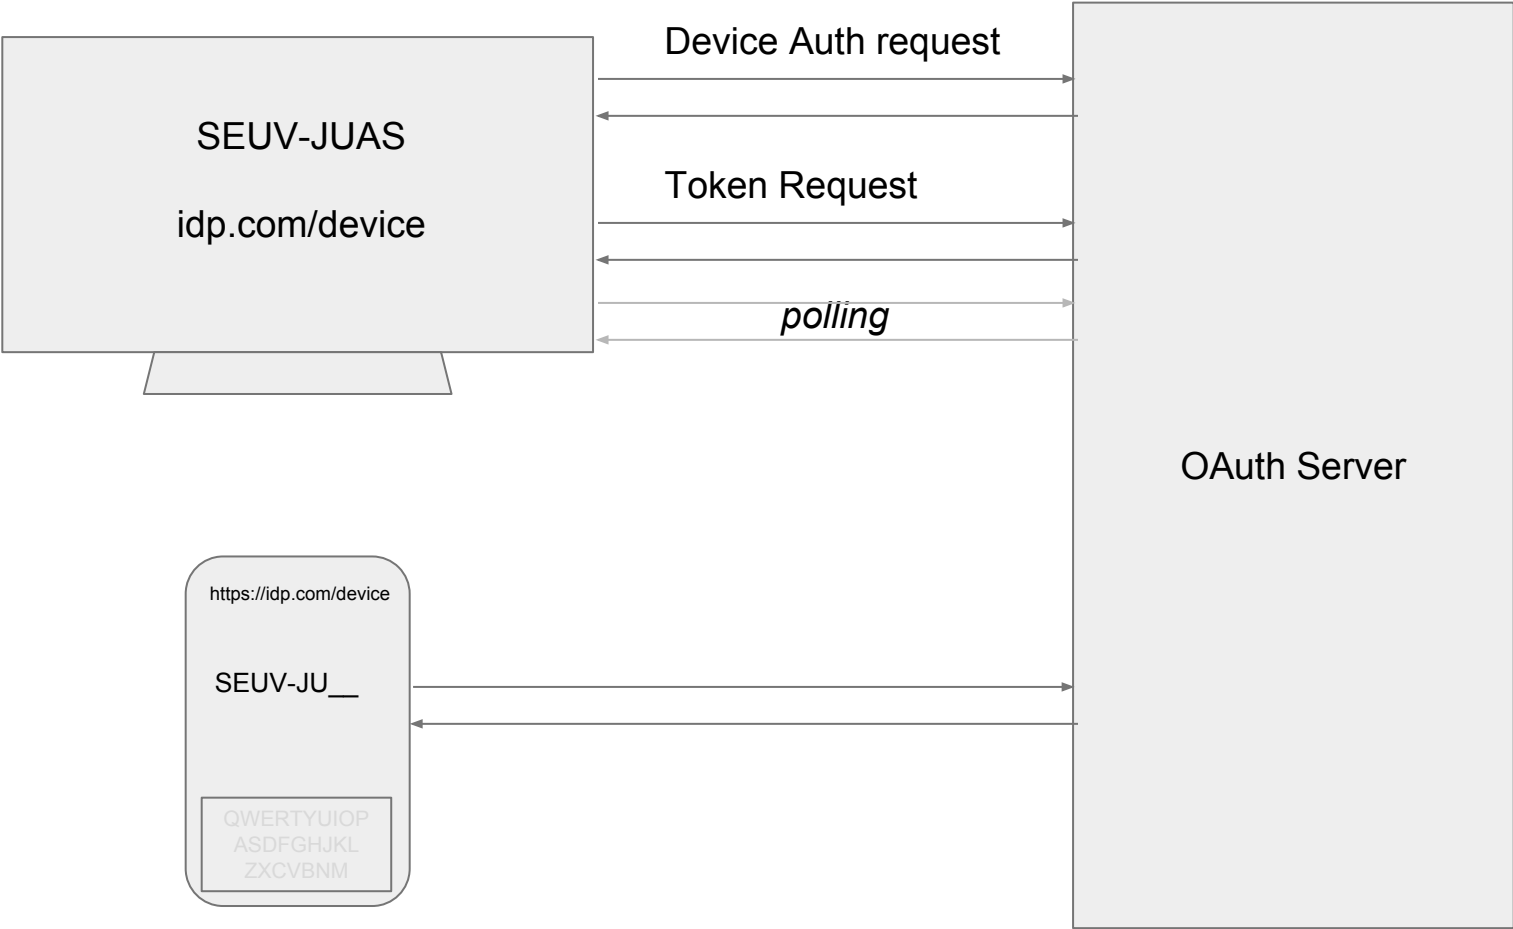 Device Auth request
SEUV-JUAS
Token Request
idp.com/device
polling
OAuth Server
https://idp.com/device
SEUV-JU__
QWERTYUIOP
ASDFGHJKL
ZXCVBNM